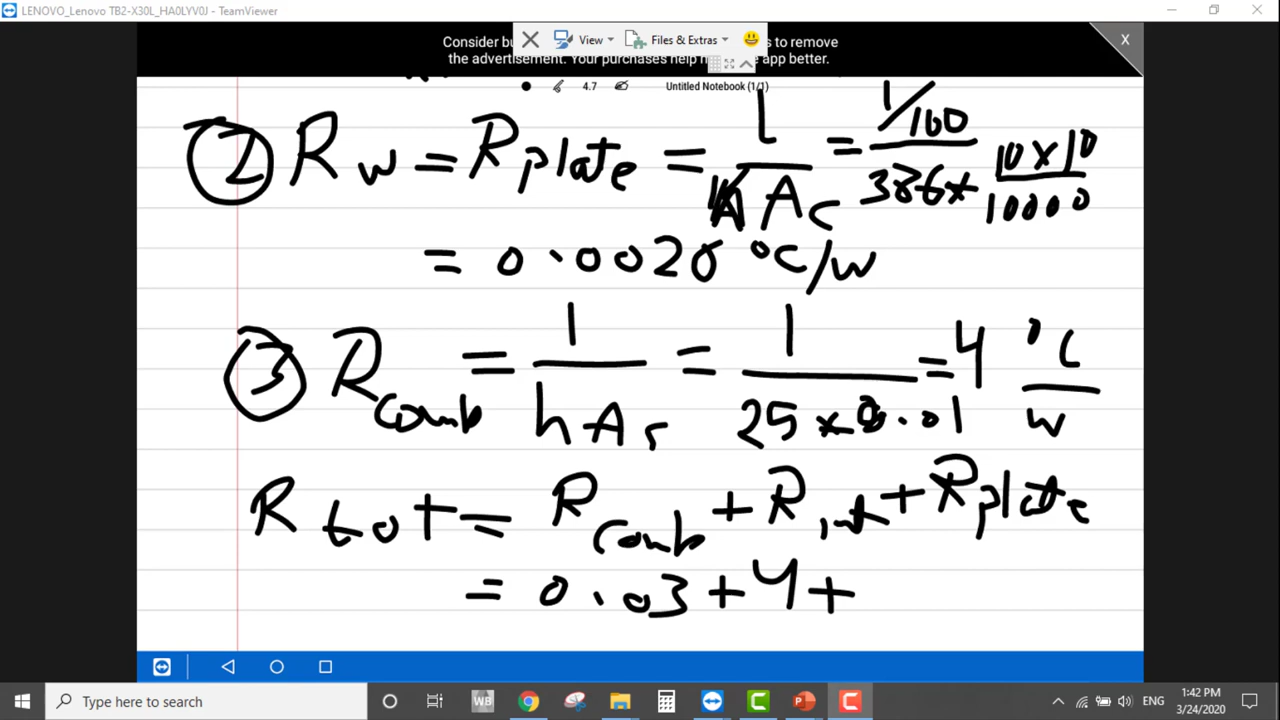 LENOVO_Lenovo TB2-X30L_HA0LYV0J - TeamViewer
View Files & Extras
Consider bu s to remove
the advertisement. Your purchases help app better.
4.7 Untitled Notebook (1/1)
X
② R w = R plate = L / k A c = 1/100 / 386 × 10 × 10 / 10000
= 0.0026 °C/W
③ R comb = 1 / h A s = 1 / 25 × 0.01 = 4 °C / W
R tot = R comb + R int + R plate
= 0.03 + 4 +
WB
Type here to search
ENG
1:42 PM
3/24/2020